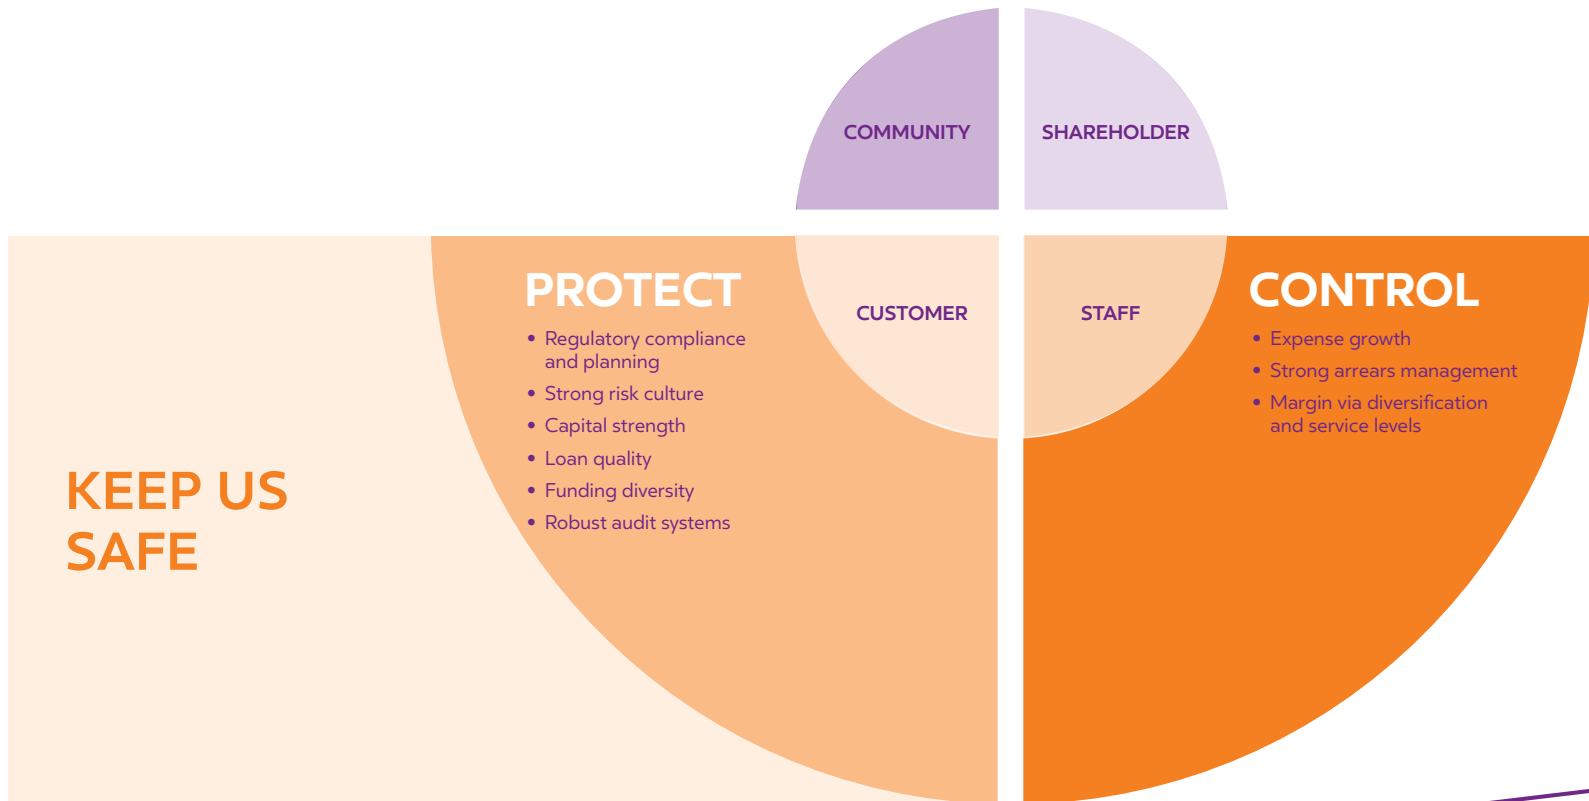 COMMUNITY
SHAREHOLDER
CUSTOMER
STAFF
KEEP US
SAFE
PROTECT
• Regulatory compliance
and planning
• Strong risk culture
• Capital strength
• Loan quality
• Funding diversity
• Robust audit systems
CONTROL
• Expense growth
• Strong arrears management
• Margin via diversification
and service levels